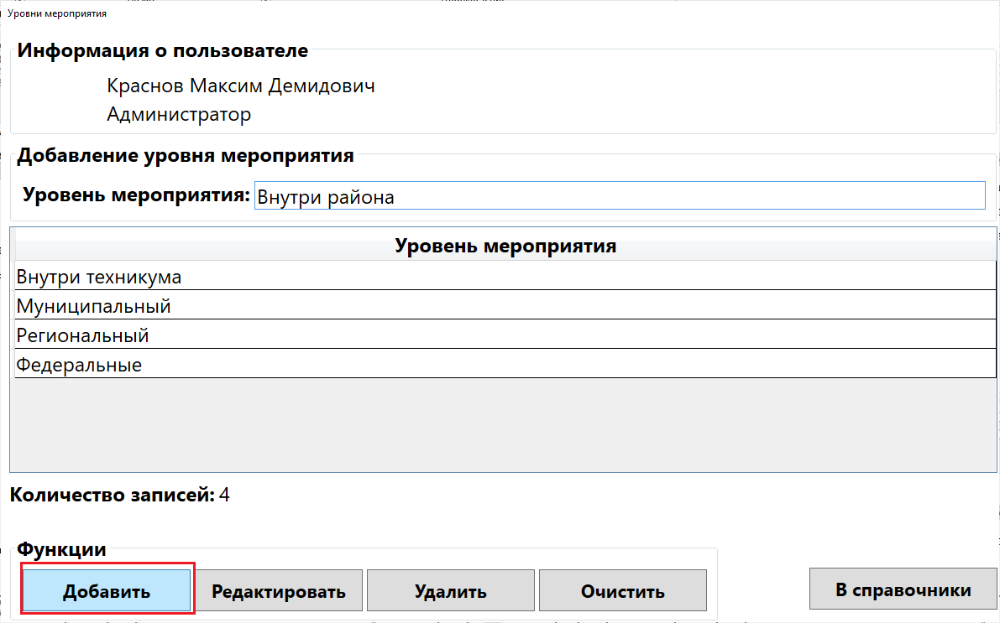 Уровни мероприятия
Информация о пользователе
Краснов Максим Демидович
Администратор
Добавление уровня мероприятия
Уровень мероприятия: Внутри района
Уровень мероприятия
Внутри техникума
Муниципальный
Региональный
Федеральные
Количество записей: 4
Функции
Добавить Редактировать Удалить Очистить В справочники